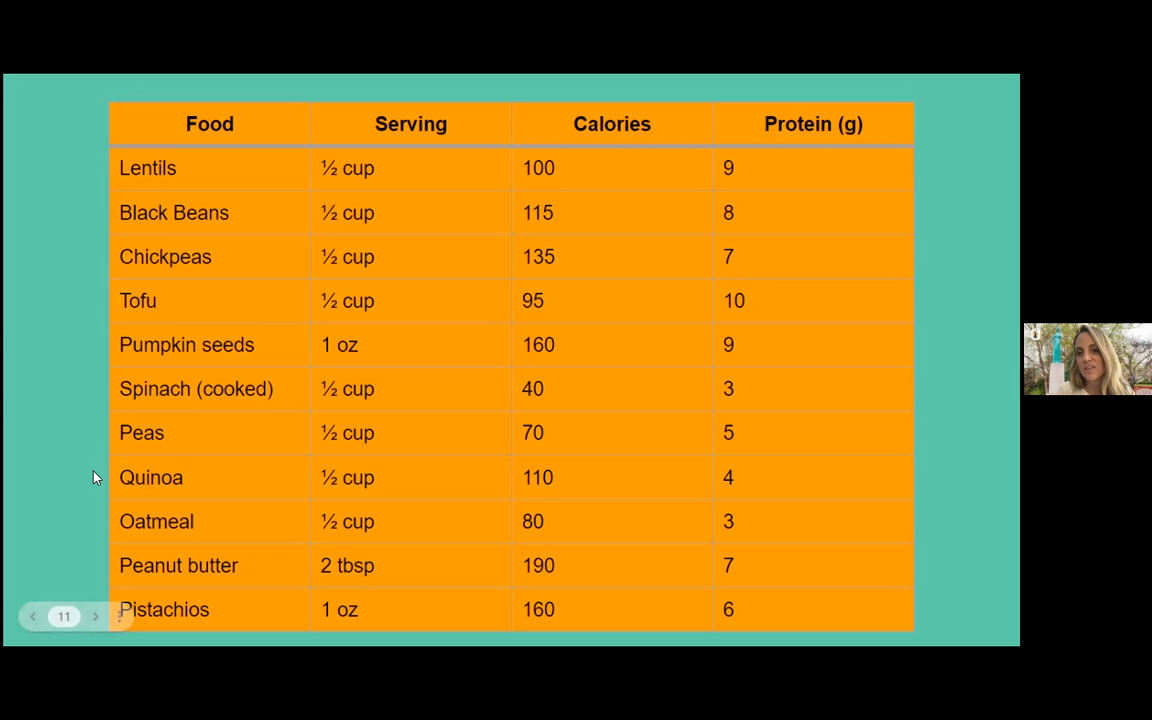 Food Serving Calories Protein (g)
Lentils ½ cup 100 9
Black Beans ½ cup 115 8
Chickpeas ½ cup 135 7
Tofu ½ cup 95 10
Pumpkin seeds 1 oz 160 9
Spinach (cooked) ½ cup 40 3
Peas ½ cup 70 5
Quinoa ½ cup 110 4
Oatmeal ½ cup 80 3
Peanut butter 2 tbsp 190 7
Pistachios 1 oz 160 6
11